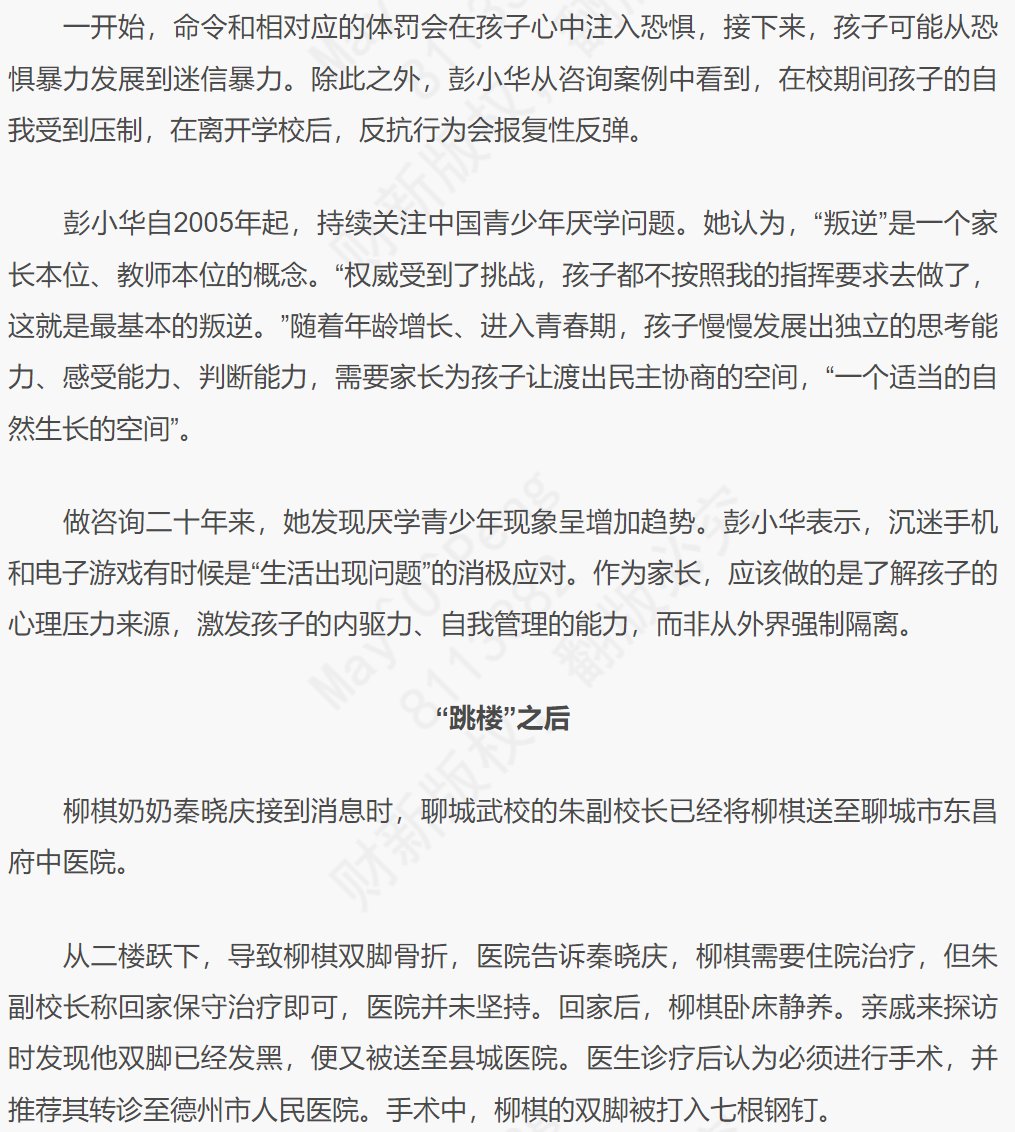 一开始，命令和相对应的体罚会在孩子心中注入恐惧，接下来，孩子可能从恐
惧暴力发展到迷信暴力。除此之外，彭小华从咨询案例中看到，在校期间孩子的自
我受到压制，在离开学校后，反抗行为会报复性反弹。
彭小华自2005年起，持续关注中国青少年厌学问题。她认为，“叛逆”是一个家
长本位、教师本位的概念。“权威受到了挑战，孩子都不按照我的指挥要求去做了，
这就是最基本的叛逆。”随着年龄增长、进入青春期，孩子慢慢发展出独立的思考能
力、感受能力、判断能力，需要家长为孩子让渡出民主协商的空间，“一个适当的自
然生长的空间”。
做咨询二十年来，她发现厌学青少年现象呈增加趋势。彭小华表示，沉迷手机
和电子游戏有时候是“生活出现问题”的消极应对。作为家长，应该做的是了解孩子的
心理压力来源，激发孩子的内驱力、自我管理的能力，而非从外界强制隔离。
“跳楼”之后
柳棋奶奶秦晓庆接到消息时，聊城武校的朱副校长已经将柳棋送至聊城市东昌
府中医院。
从二楼跃下，导致柳棋双脚骨折，医院告诉秦晓庆，柳棋需要住院治疗，但朱
副校长称回家保守治疗即可，医院并未坚持。回家后，柳棋卧床静养。亲戚来探访
时发现他双脚已经发黑，便又被送至县城医院。医生诊疗后认为必须进行手术，并
推荐其转诊至德州市人民医院。手术中，柳棋的双脚被打入七根钢钉。
财新版权
翻版必究